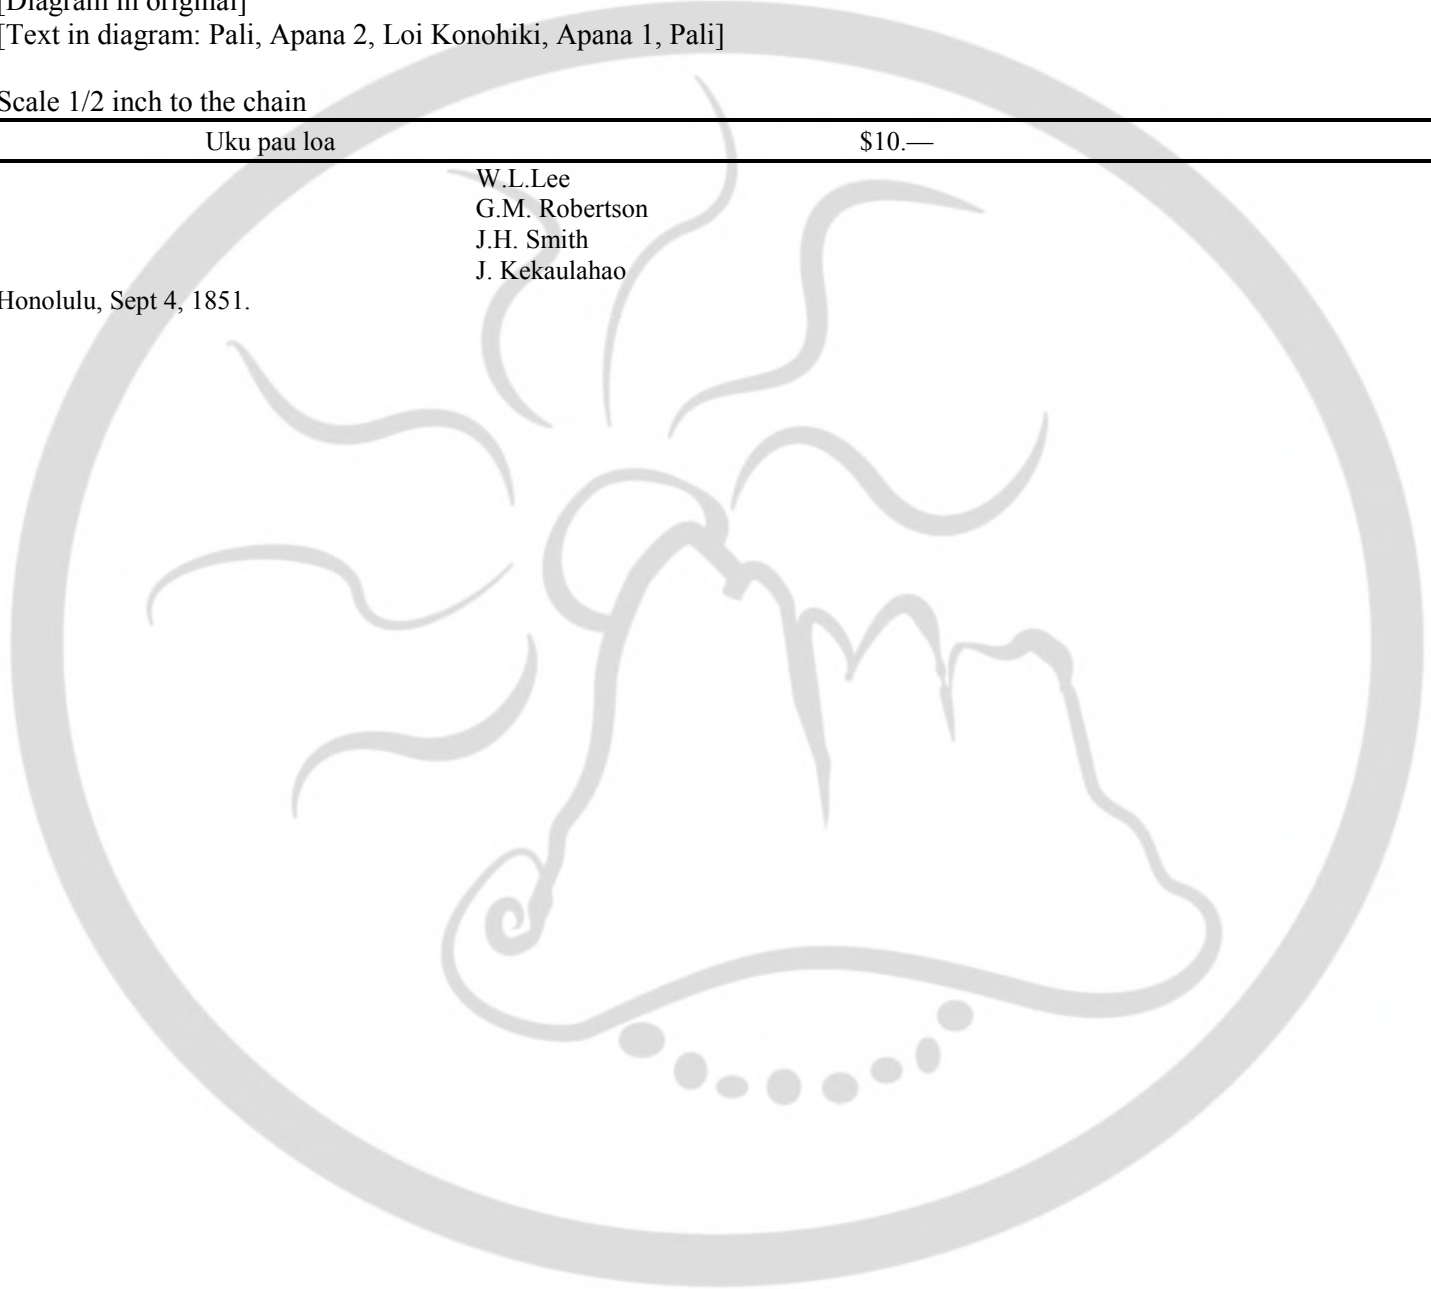 [Diagram in original]
[Text in diagram: Pali, Apana 2, Loi Konohiki, Apana 1, Pali]
Scale 1/2 inch to the chain
Uku pau loa $10.—
W.L.Lee
G.M. Robertson
J.H. Smith
J. Kekaulahao
Honolulu, Sept 4, 1851.